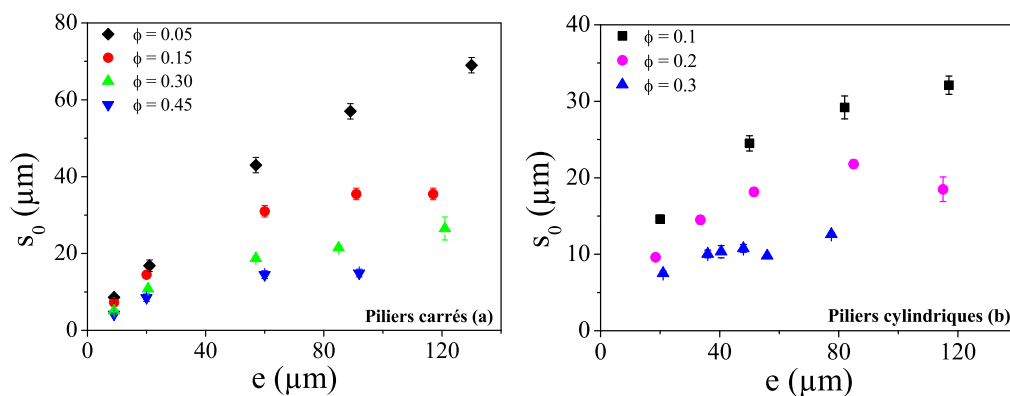 80
60
40
20
0
s₀ (μm)
ϕ = 0.05
ϕ = 0.15
ϕ = 0.30
ϕ = 0.45
Piliers carrés (a)
0 40 80 120
e (μm)
40
30
20
10
0
s₀ (μm)
ϕ = 0.1
ϕ = 0.2
ϕ = 0.3
Piliers cylindriques (b)
0 40 80 120
e (μm)